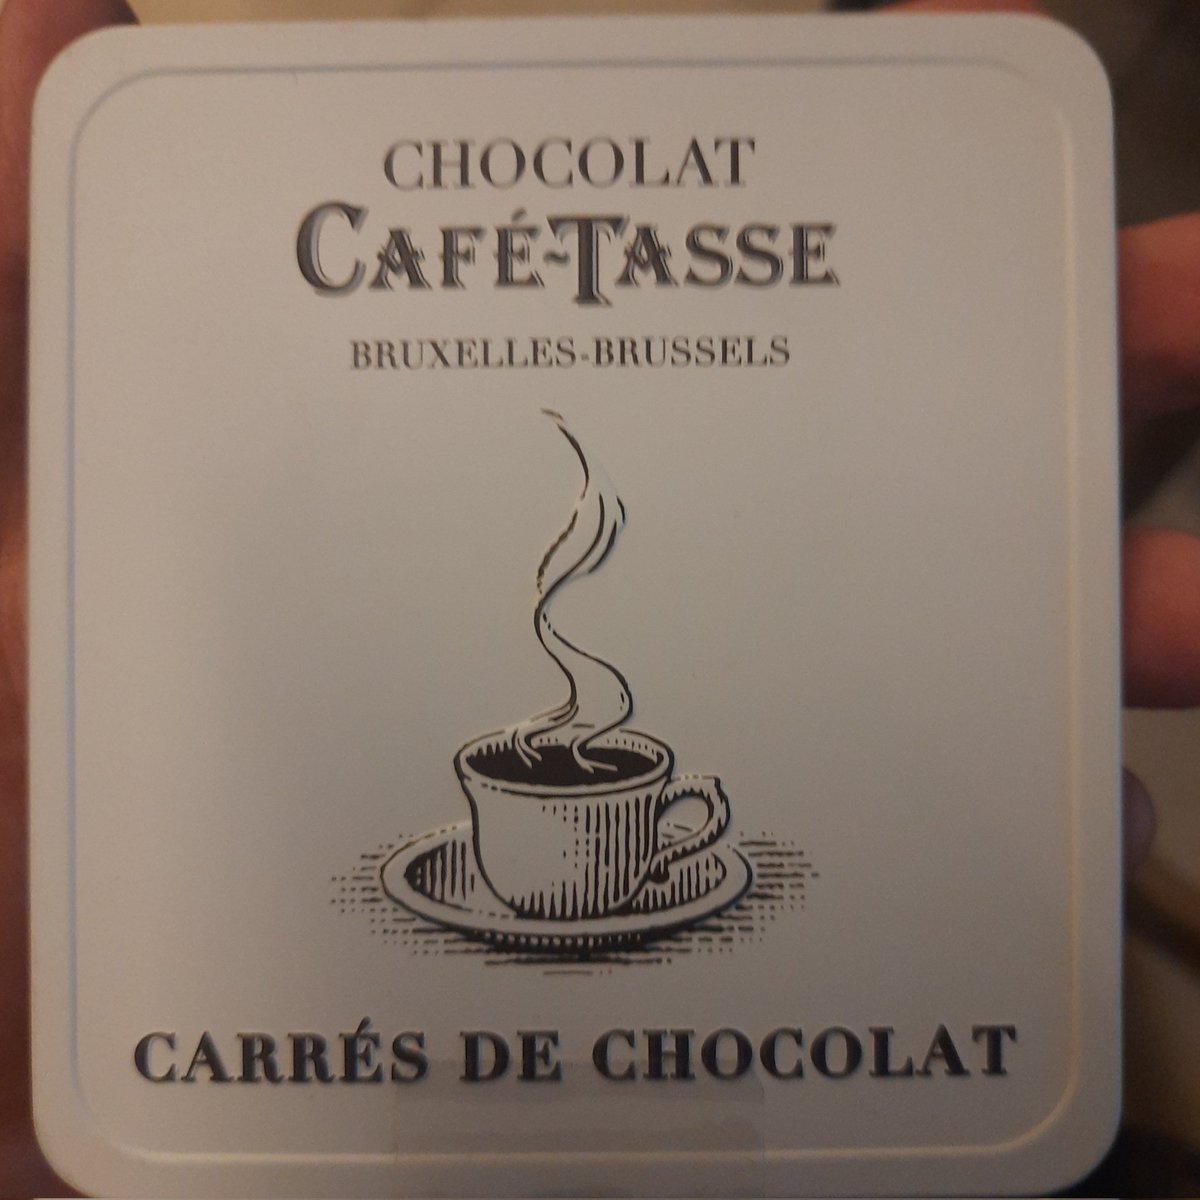 CHOCOLAT
CAFÉ-TASSE
BRUXELLES-BRUSSELS
CARRÉS DE CHOCOLAT